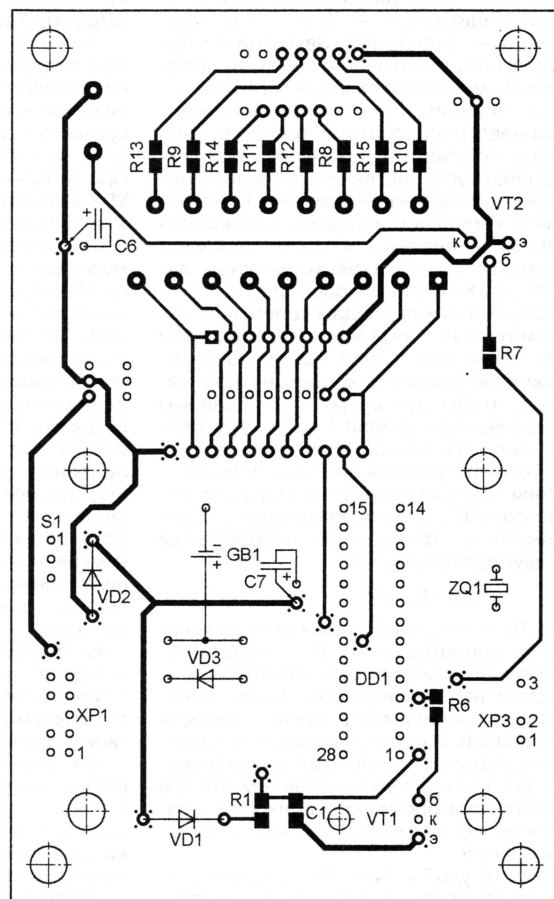 R13
R9
R14
R11
R12
R8
R15
R10
+
C6
VT2
к
э
б
R7
S1
15
14
GB1
+
C7
+
ZQ1
VD2
VD3
DD1
R6
3
2
1
XP1
1
XP3
28
1
R1
C1
VT1
б
к
э
VD1